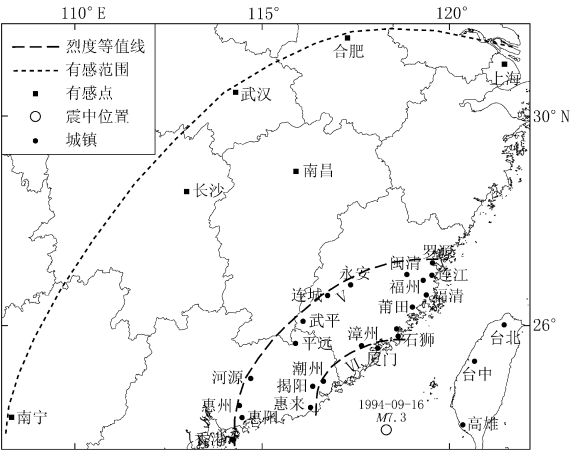 110°E
115°
120°
烈度等值线
有感范围
有感点
震中位置
城镇
合肥
上海
武汉
30°N
南昌
长沙
罗源
闽清
连江
永安
福州
连城
V
福清
莆田
武平
26°
漳州
石狮
平远
厦门
台北
潮州
VI
河源
揭阳
台中
惠来
1994-09-16
惠州
M7.3
南宁
惠阳
高雄
香港